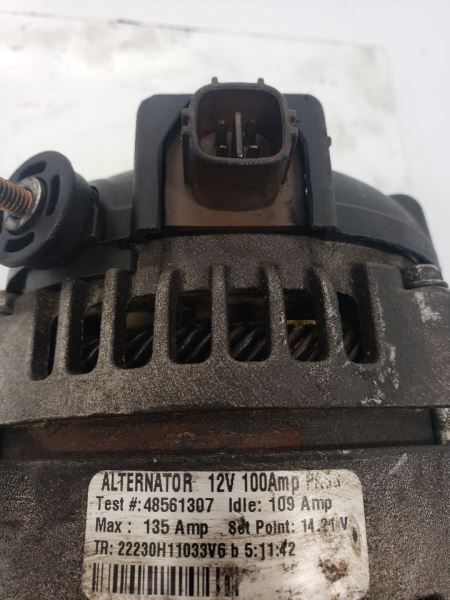 ALTERNATOR 12V 100Amp
Test #:48561307 Idle: 109 Amp
Max : 135 Amp Set Point: 14.21 V
TR: 22230H11033V6 b 5:11:42